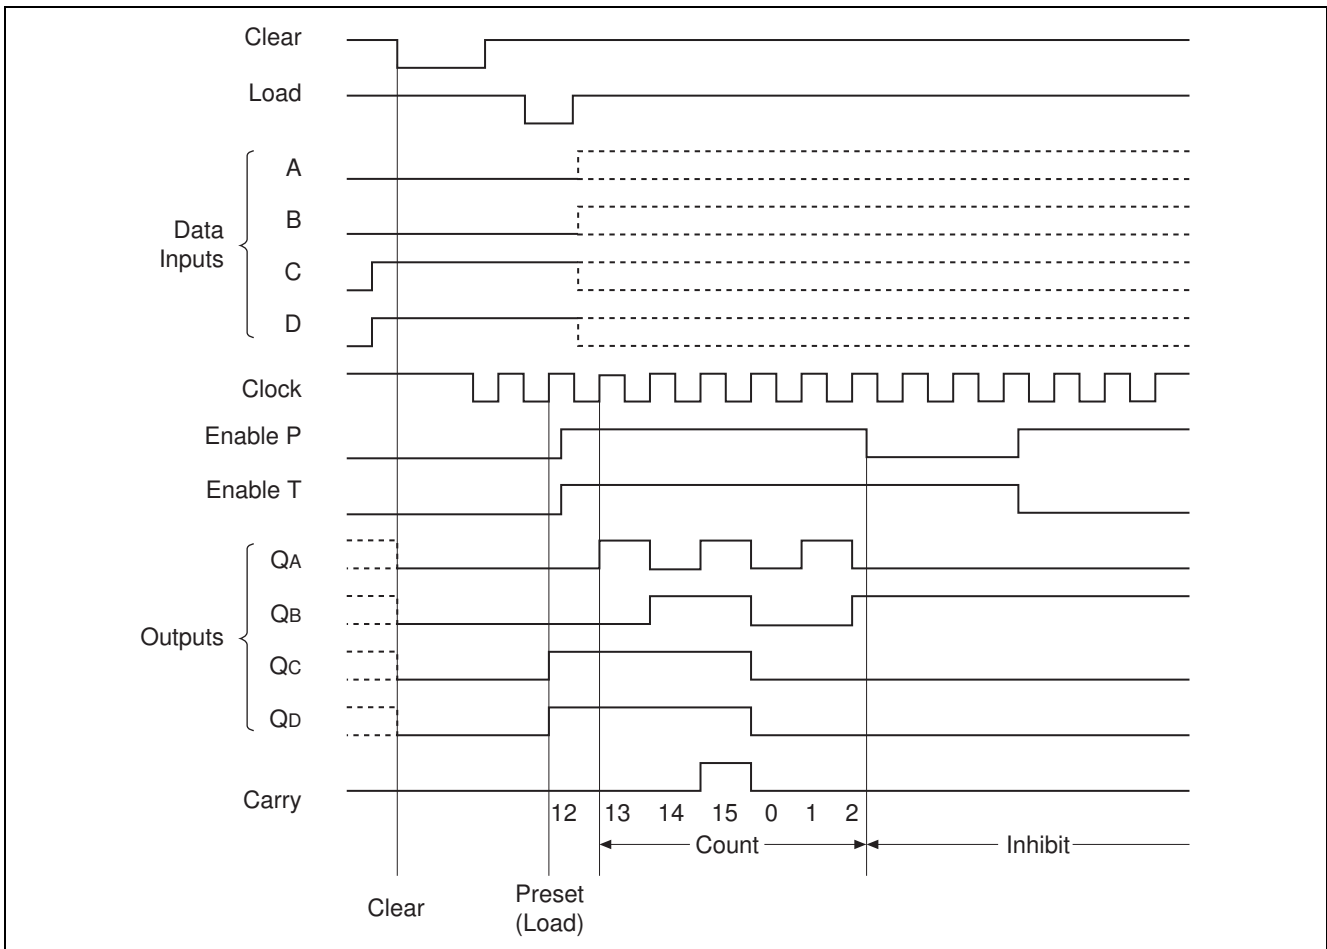 Clear
Load
A
B
Data
Inputs
C
D
Clock
Enable P
Enable T
QA
QB
Outputs
QC
QD
Carry
12 13 14 15 0 1 2
Count
Inhibit
Clear
Preset
(Load)